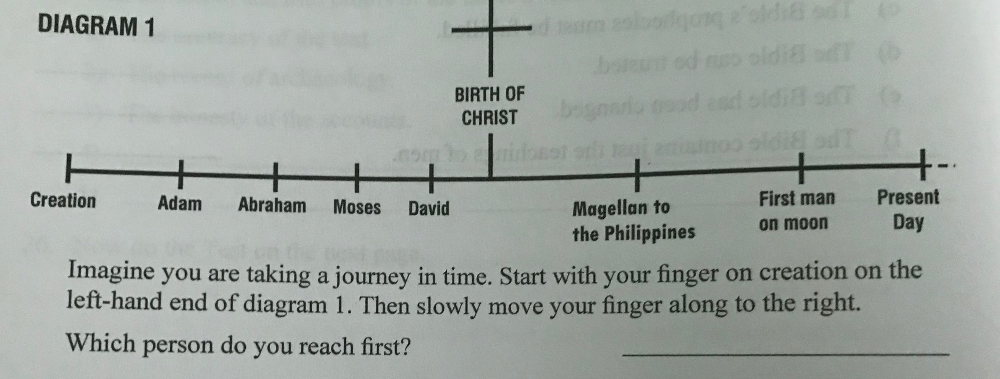 DIAGRAM 1
BIRTH OF
CHRIST
Creation
Adam
Abraham
Moses
David
Magellan to
the Philippines
First man
on moon
Present
Day
Imagine you are taking a journey in time. Start with your finger on creation on the
left-hand end of diagram 1. Then slowly move your finger along to the right.
Which person do you reach first?